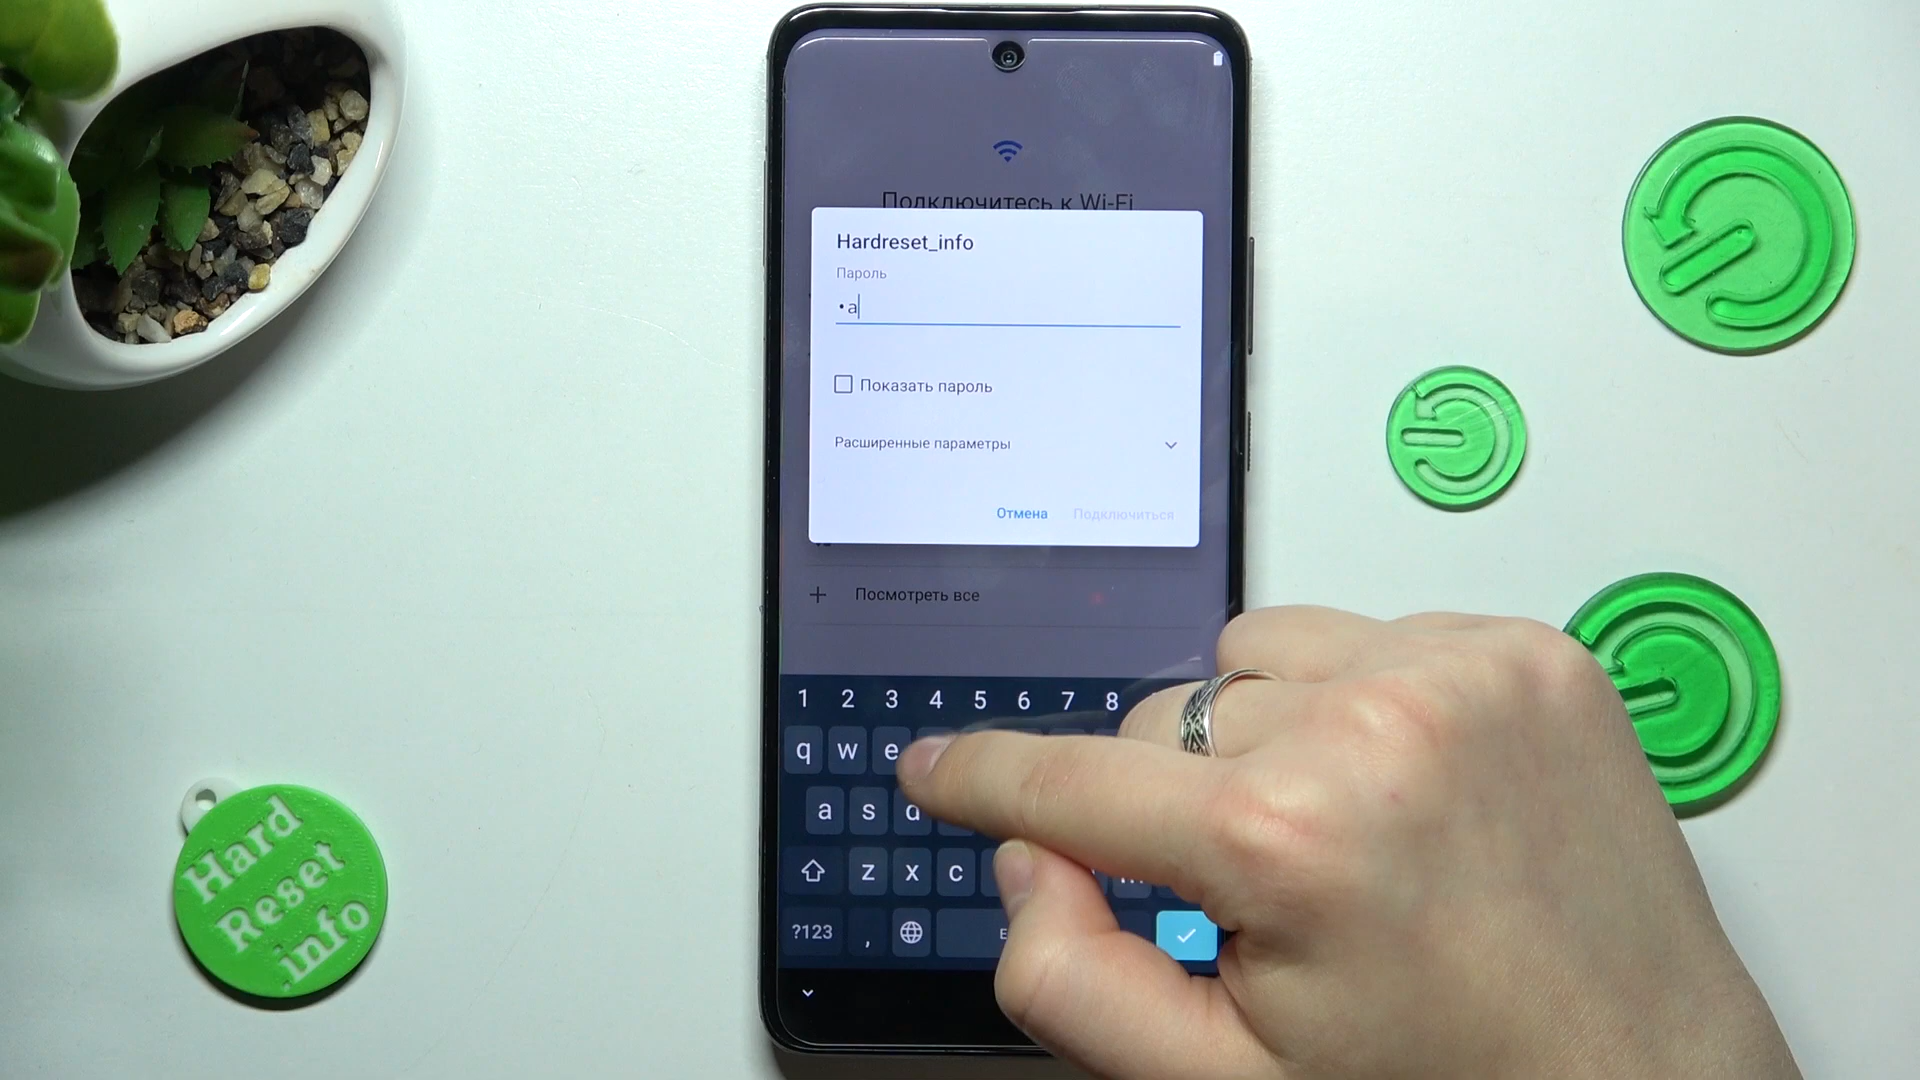 Подключитесь к Wi-Fi
Hardreset_info
Пароль
•a
Показать пароль
Расширенные параметры
Отмена Подключиться
Посмотреть все
1 2 3 4 5 6 7 8
q w e
a s d
z x c
?123 ,
Hard
Reset
.info